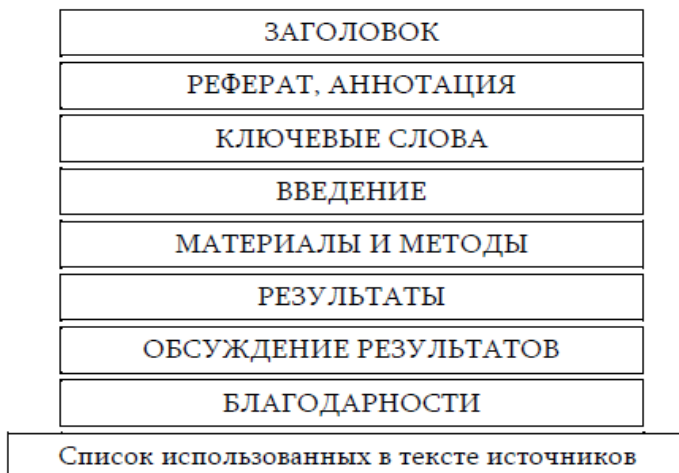 ЗАГОЛОВОК
РЕФЕРАТ, АННОТАЦИЯ
КЛЮЧЕВЫЕ СЛОВА
ВВЕДЕНИЕ
МАТЕРИАЛЫ И МЕТОДЫ
РЕЗУЛЬТАТЫ
ОБСУЖДЕНИЕ РЕЗУЛЬТАТОВ
БЛАГОДАРНОСТИ
Список использованных в тексте источников